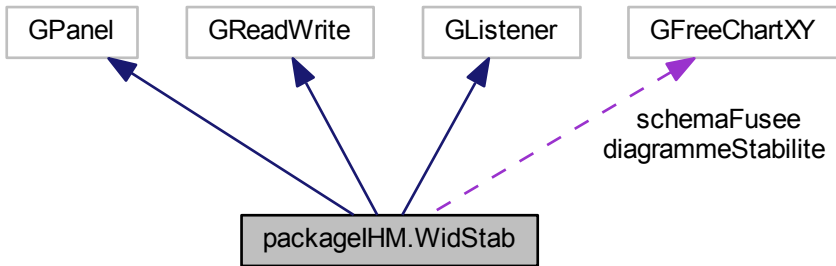 GPanel
GReadWrite
GListener
GFreeChartXY
schemaFusee
diagrammeStabilite
packageIHM.WidStab